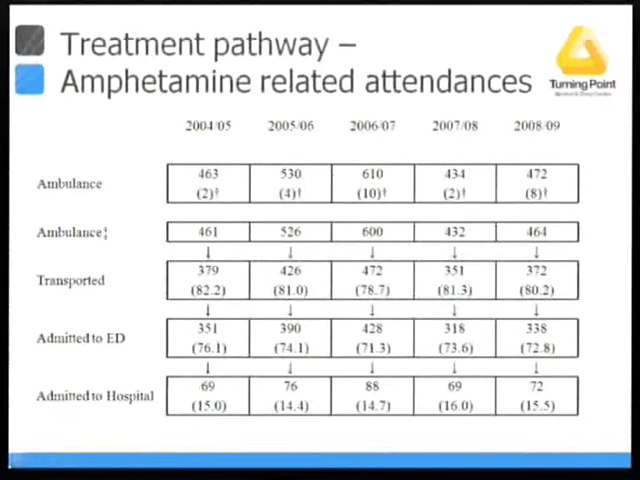 Treatment pathway –
Amphetamine related attendances
Turning Point
2004/05 2005/06 2006/07 2007/08 2008/09
Ambulance 463 530 610 434 472
(2)† (4)† (10)† (2)† (8)†
Ambulance¦ 461 526 600 432 464
↓ ↓ ↓ ↓ ↓
Transported 379 426 472 351 372
(82.2) (81.0) (78.7) (81.3) (80.2)
↓ ↓ ↓ ↓ ↓
Admitted to ED 351 390 428 318 338
(76.1) (74.1) (71.3) (73.6) (72.8)
↓ ↓ ↓ ↓ ↓
Admitted to Hospital 69 76 88 69 72
(15.0) (14.4) (14.7) (16.0) (15.5)